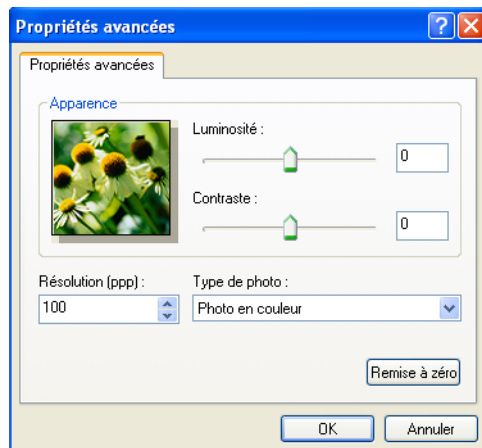 Propriétés avancées
Propriétés avancées
Apparence
Luminosité :
0
Contraste :
0
Résolution (ppp) :
Type de photo :
100
Photo en couleur
Remise à zéro
OK
Annuler